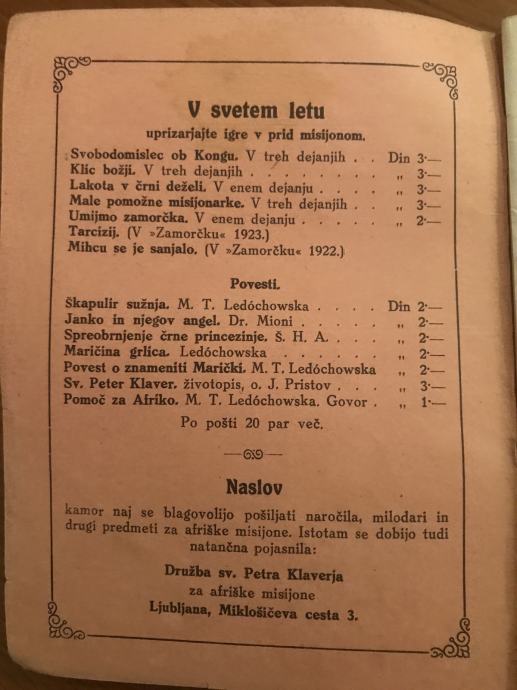 V svetem letu
uprizarjajte igre v prid misijonom.
Svobodomislec ob Kongu. V treh dejanjih . . Din 3·—
Klic božji. V treh dejanjih . . . . . . . „ 3·—
Lakota v črni deželi. V enem dejanju . . . . „ 3·—
Male pomožne misijonarke. V treh dejanjih . . „ 3·—
Umijmo zamorčka. V enem dejanju . . . . . „ 2·—
Tarcizij. (V »Zamorčku« 1923.)
Mihcu se je sanjalo. (V »Zamorčku« 1922.)
Povesti.
Škapulir sužnja. M. T. Ledóchowska . . . . Din 2·—
Janko in njegov angel. Dr. Mioni . . . . . „ 2·—
Spreobrnjenje črne princezinje. Š. H. A. . . . „ 2·—
Maričina grlica. Ledóchowska . . . . . . „ 2·—
Povest o znameniti Marički. M. T. Ledóchowska „ 2·—
Sv. Peter Klaver. životopis, o. J. Pristov . . . „ 3·—
Pomoč za Afriko. M. T. Ledóchowska. Govor . „ 1·—
Po pošti 20 par več.
Naslov
kamor naj se blagovolijo pošiljati naročila, milodari in
drugi predmeti za afriške misijone. Istotam se dobijo tudi
natančna pojasnila:
Družba sv. Petra Klaverja
za afriške misijone
Ljubljana, Miklošičeva cesta 3.